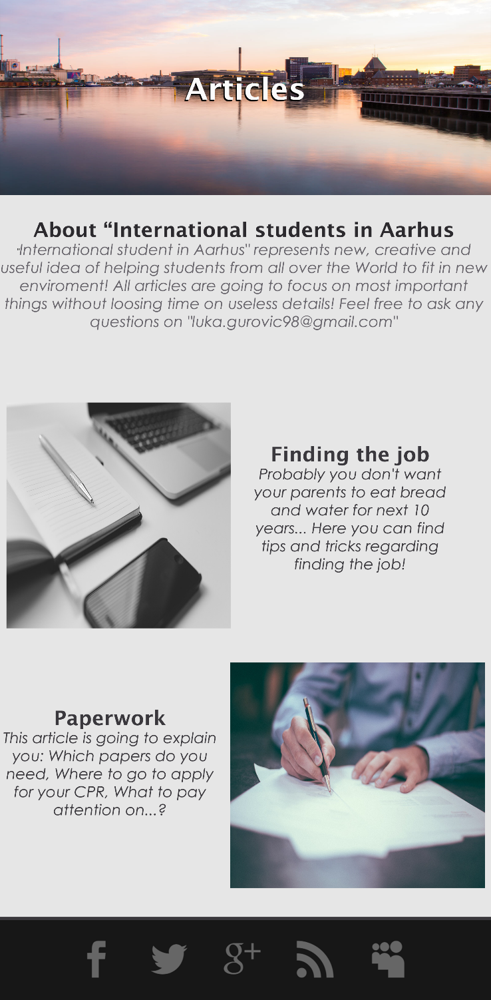 Articles
About “International students in Aarhus
"International student in Aarhus" represents new, creative and
useful idea of helping students from all over the World to fit in new
enviroment! All articles are going to focus on most important
things without loosing time on useless details! Feel free to ask any
questions on "luka.gurovic98@gmail.com"
Finding the job
Probably you don't want
your parents to eat bread
and water for next 10
years... Here you can find
tips and tricks regarding
finding the job!
Paperwork
This article is going to explain
you: Which papers do you
need, Where to go to apply
for your CPR, What to pay
attention on...?